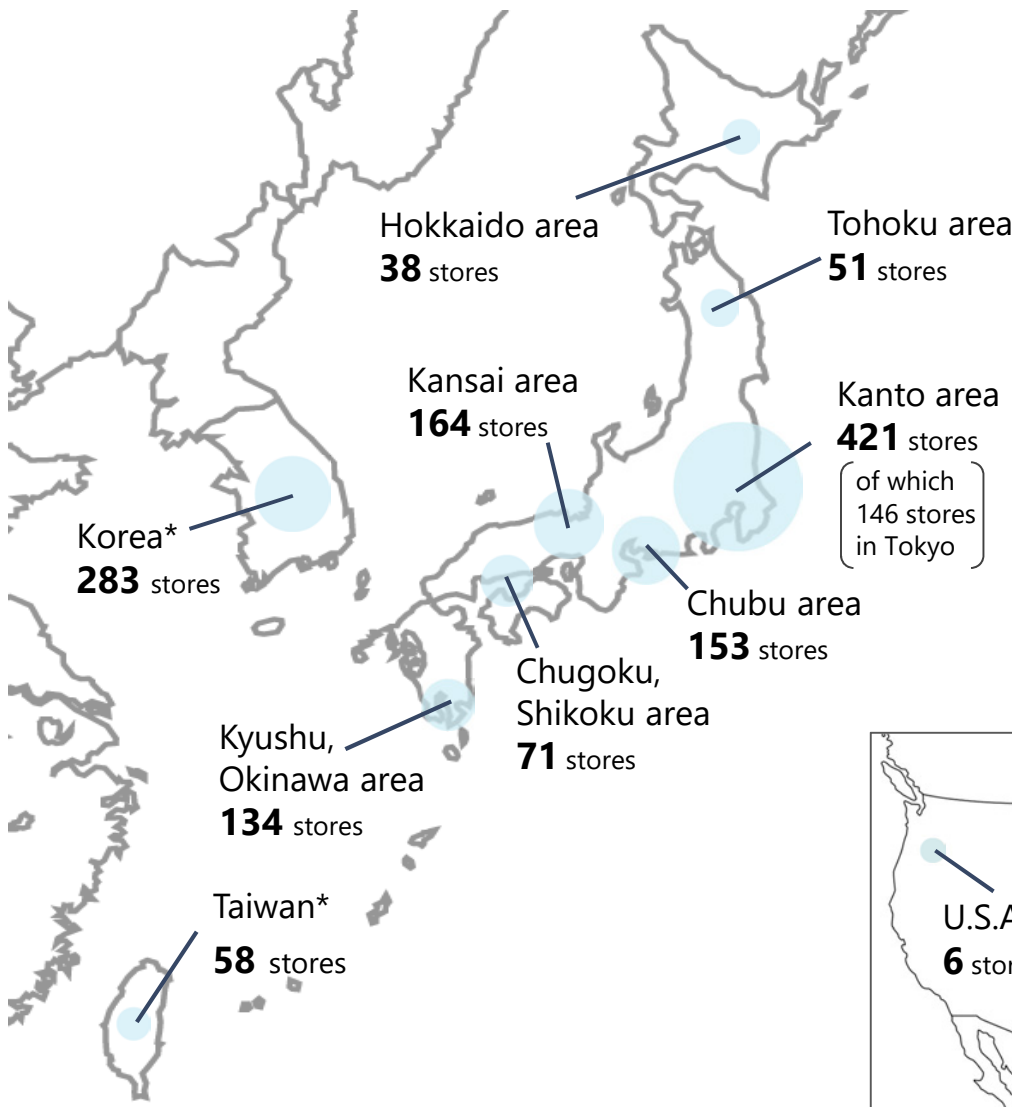 Hokkaido area
38 stores
Tohoku area
51 stores
Kansai area
164 stores
Kanto area
421 stores
of which
146 stores
in Tokyo
Korea*
283 stores
Chubu area
153 stores
Chugoku,
Shikoku area
71 stores
Kyushu,
Okinawa area
134 stores
Taiwan*
58 stores
U.S.A
6 stor